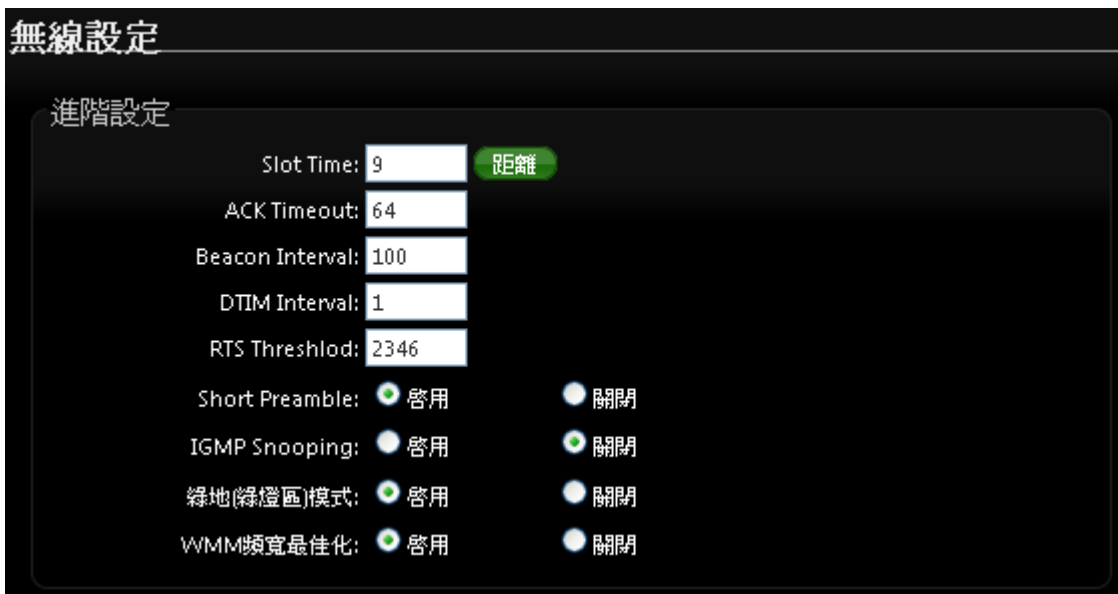 無線設定
進階設定
Slot Time: 9 距離
ACK Timeout: 64
Beacon Interval: 100
DTIM Interval: 1
RTS Threshlod: 2346
Short Preamble: 啓用 關閉
IGMP Snooping: 啓用 關閉
綠地(綠燈區)模式: 啓用 關閉
WMM頻寬最佳化: 啓用 關閉